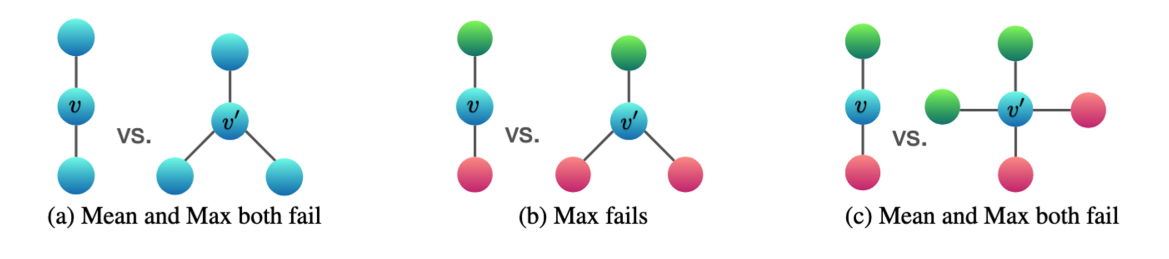 v
VS.
v′
(a) Mean and Max both fail
v
VS.
v′
(b) Max fails
v
VS.
v′
(c) Mean and Max both fail